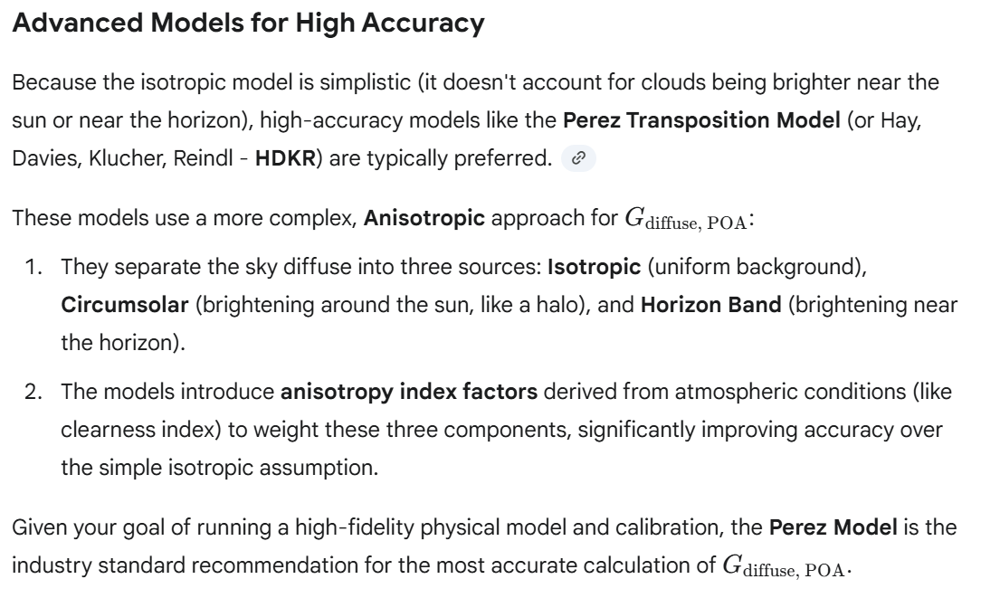 Advanced Models for High Accuracy
Because the isotropic model is simplistic (it doesn't account for clouds being brighter near the
sun or near the horizon), high-accuracy models like the Perez Transposition Model (or Hay,
Davies, Klucher, Reindl - HDKR) are typically preferred.
These models use a more complex, Anisotropic approach for G_diffuse, POA:
1. They separate the sky diffuse into three sources: Isotropic (uniform background),
Circumsolar (brightening around the sun, like a halo), and Horizon Band (brightening near
the horizon).
2. The models introduce anisotropy index factors derived from atmospheric conditions (like
clearness index) to weight these three components, significantly improving accuracy over
the simple isotropic assumption.
Given your goal of running a high-fidelity physical model and calibration, the Perez Model is the
industry standard recommendation for the most accurate calculation of G_diffuse, POA.